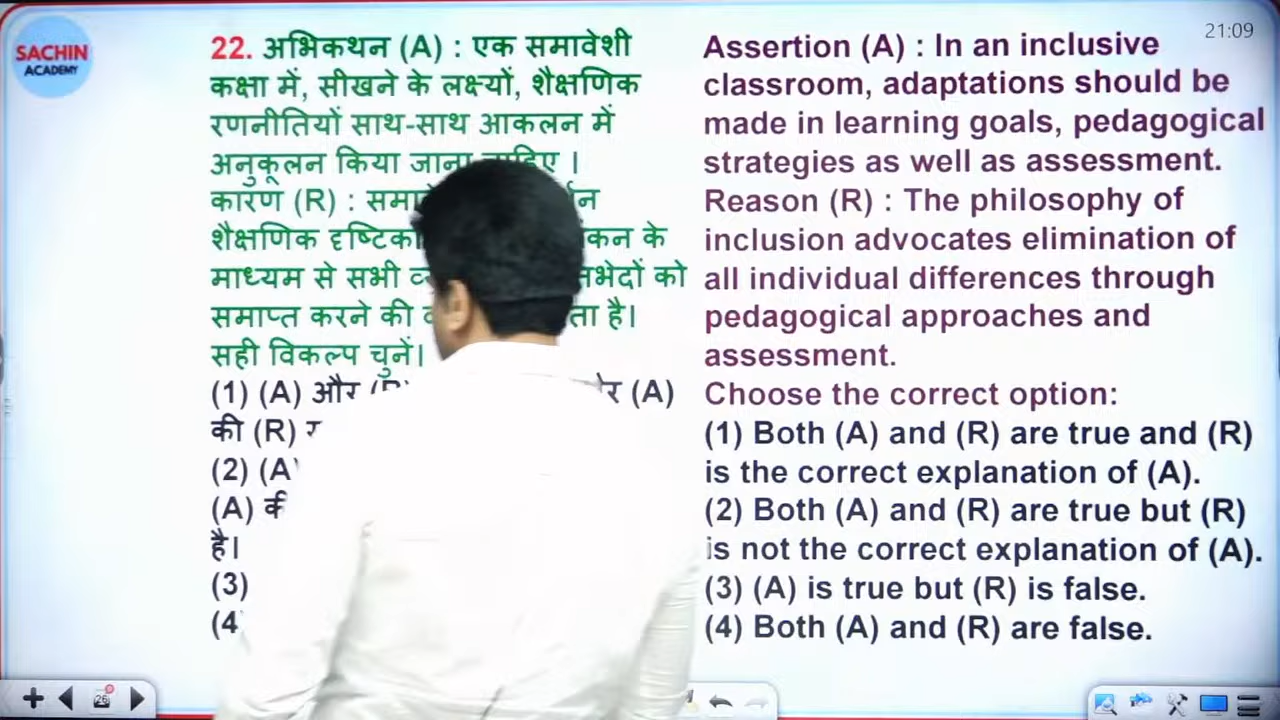 SACHIN
ACADEMY
21:09
22. अभिकथन (A) : एक समावेशी
कक्षा में, सीखने के लक्ष्यों, शैक्षणिक
रणनीतियों साथ-साथ आकलन में
अनुकूलन किया जाना
कारण (R) :
शैक्षणिक के
माध्यम से सभी को
समाप्त करने की है।
सही विकल्प चुनें।
(1) (A) और (A)
की (R)
(2) (A)
(A) की
है।
(3)
(4
Assertion (A) : In an inclusive
classroom, adaptations should be
made in learning goals, pedagogical
strategies as well as assessment.
Reason (R) : The philosophy of
inclusion advocates elimination of
all individual differences through
pedagogical approaches and
assessment.
Choose the correct option:
(1) Both (A) and (R) are true and (R)
is the correct explanation of (A).
(2) Both (A) and (R) are true but (R)
is not the correct explanation of (A).
(3) (A) is true but (R) is false.
(4) Both (A) and (R) are false.
26